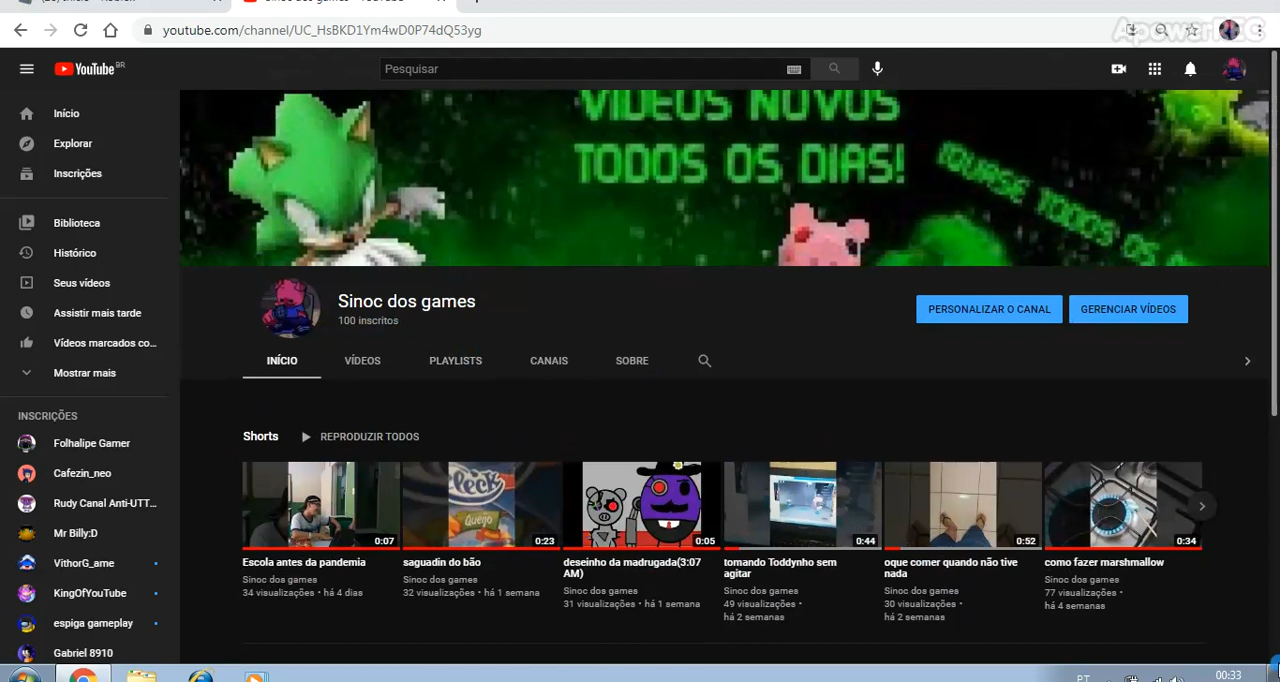 youtube.com/channel/UC_HsBKD1Ym4wD0P74dQ53yg
ApowerREC
YouTube BR
Pesquisar
Início
Explorar
Inscrições
Biblioteca
Histórico
Seus vídeos
Assistir mais tarde
Vídeos marcados co...
Mostrar mais
INSCRIÇÕES
Folhalipe Gamer
Cafezin_neo
Rudy Canal Anti-UTT...
Mr Billy:D
VithorG_ame
KingOfYouTube
espiga gameplay
Gabriel 8910
VIDEOS NOVOS
TODOS OS DIAS!
(QUASE TODOS OS
Sinoc dos games
100 inscritos
PERSONALIZAR O CANAL
GERENCIAR VÍDEOS
INÍCIO
VÍDEOS
PLAYLISTS
CANAIS
SOBRE
Shorts
REPRODUZIR TODOS
0:07
Escola antes da pandemia
Sinoc dos games
34 visualizações • há 4 dias
Queijo
0:23
saguadin do bão
Sinoc dos games
32 visualizações • há 1 semana
0:05
deseinho da madrugada(3:07
AM)
Sinoc dos games
31 visualizações • há 1 semana
0:44
tomando Toddynho sem
agitar
Sinoc dos games
49 visualizações •
há 2 semanas
0:52
oque comer quando não tive
nada
Sinoc dos games
30 visualizações •
há 2 semanas
0:34
como fazer marshmallow
Sinoc dos games
77 visualizações •
há 4 semanas
PT
00:33